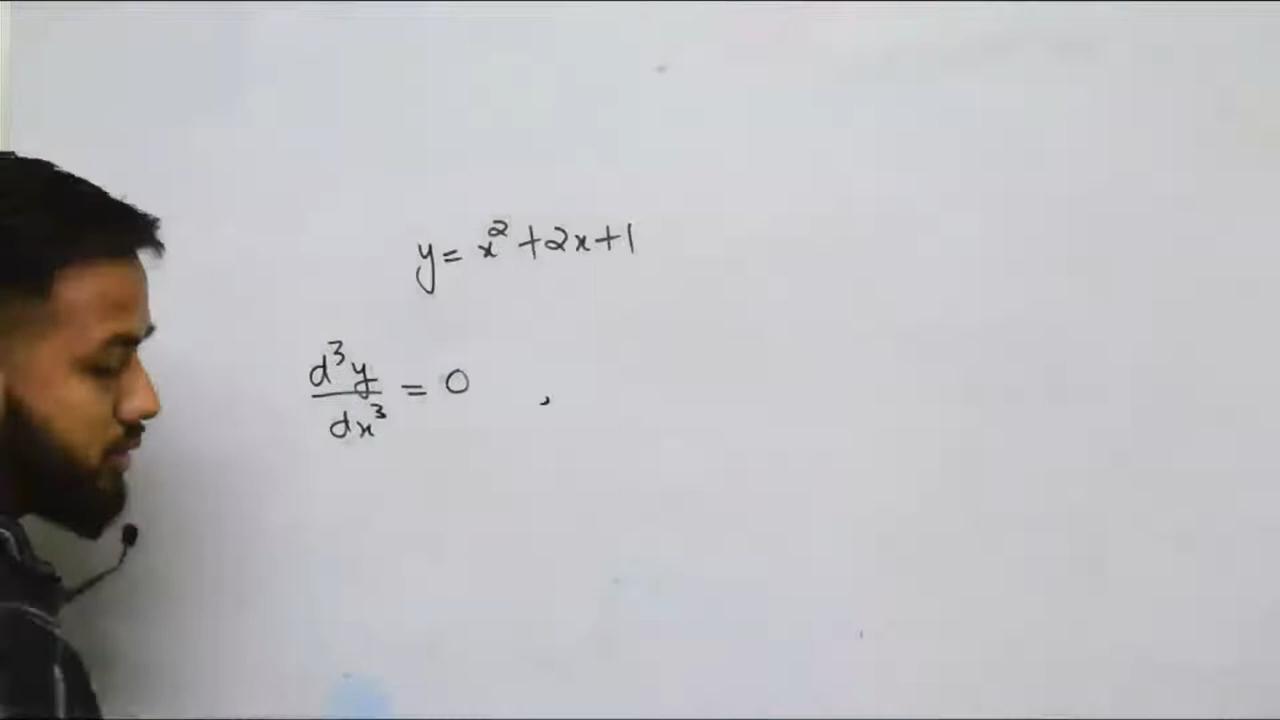 y = x² + 2x + 1
d³y/dx³ = 0 ,